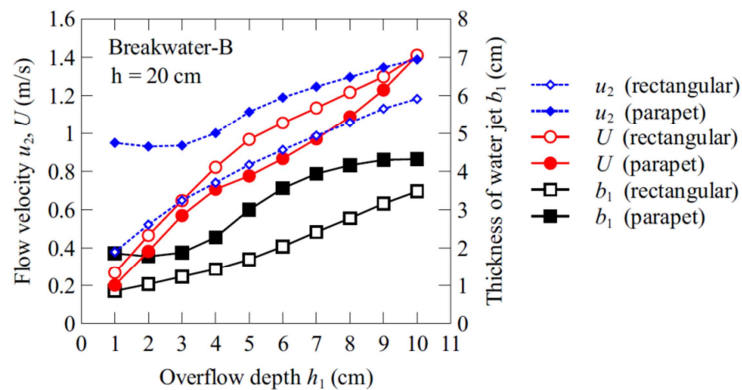 Breakwater-B
h = 20 cm
Flow velocity u₂, U (m/s)
1.6
1.4
1.2
1
0.8
0.6
0.4
0.2
0
0 1 2 3 4 5 6 7 8 9 10 11
Overflow depth h₁ (cm)
8
7
6
5
4
3
2
1
0
Thickness of water jet b₁ (cm)
u₂ (rectangular)
u₂ (parapet)
U (rectangular)
U (parapet)
b₁ (rectangular)
b₁ (parapet)